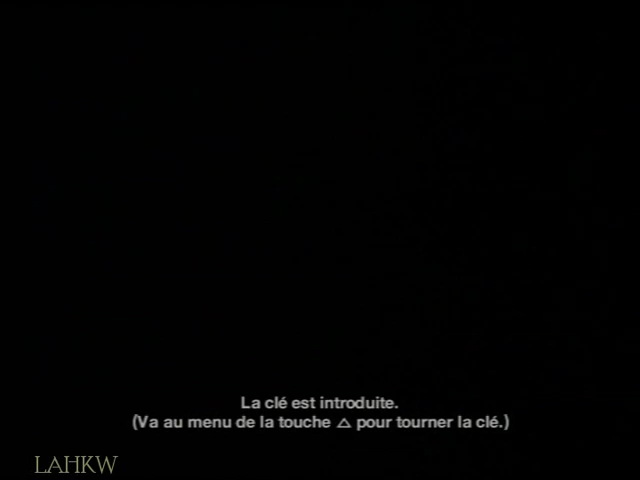 La clé est introduite.
(Va au menu de la touche △ pour tourner la clé.)
LAHKW